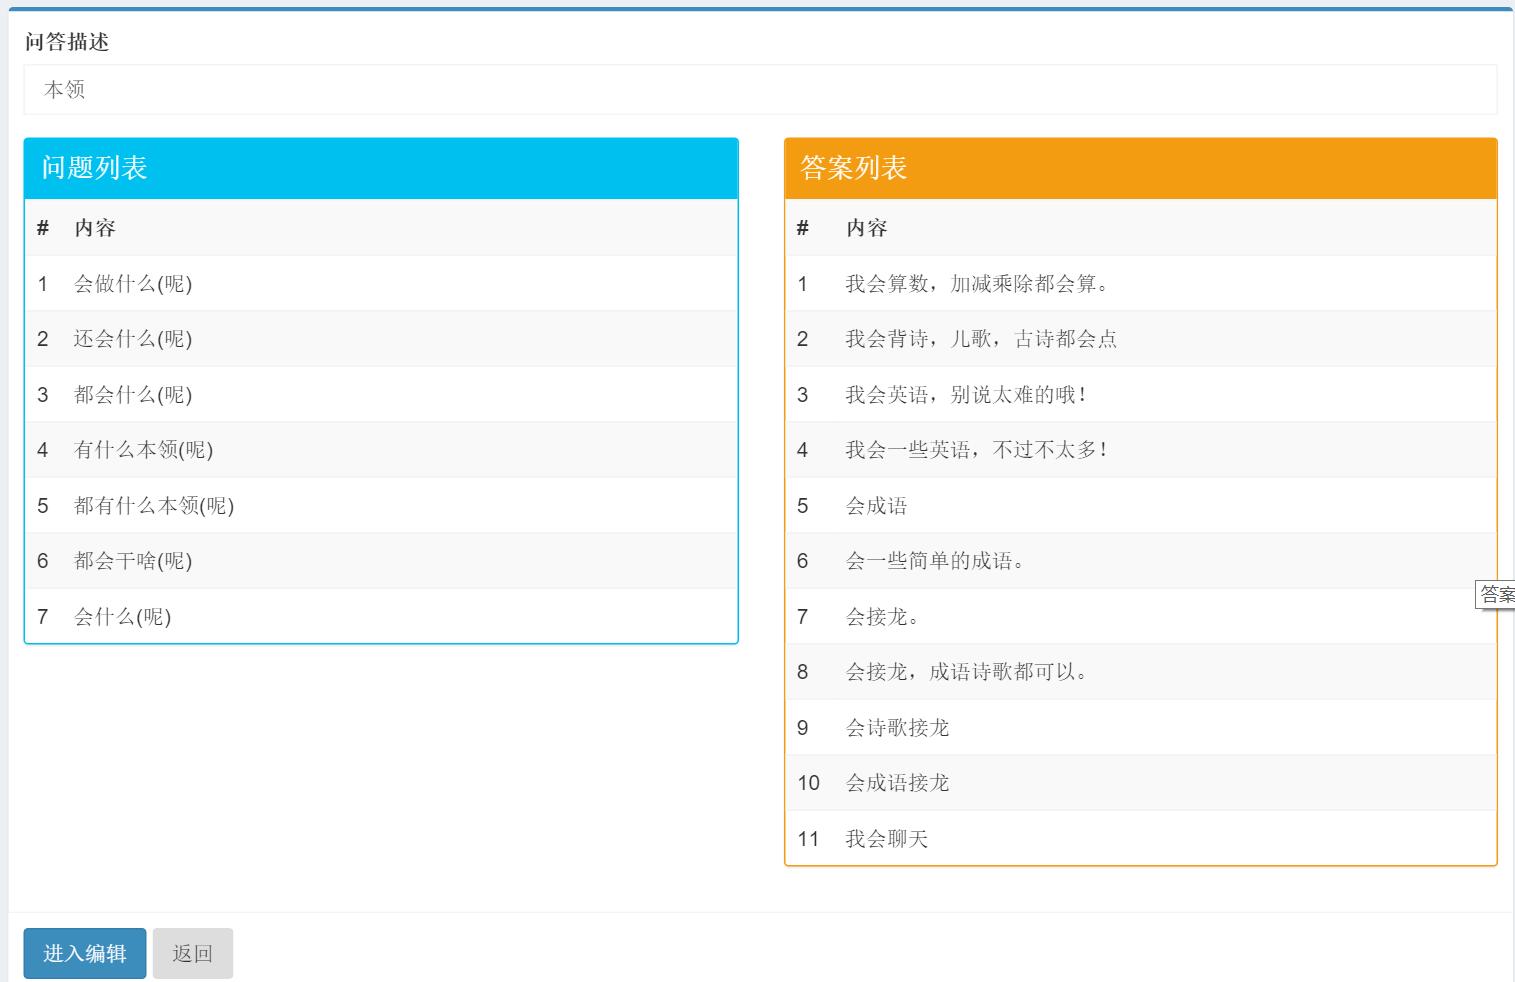 问答描述
本领
问题列表
# 内容
1 会做什么(呢)
2 还会什么(呢)
3 都会什么(呢)
4 有什么本领(呢)
5 都有什么本领(呢)
6 都会干啥(呢)
7 会什么(呢)
答案列表
# 内容
1 我会算数，加减乘除都会算。
2 我会背诗，儿歌，古诗都会点
3 我会英语，别说太难的哦！
4 我会一些英语，不过不太多！
5 会成语
6 会一些简单的成语。
7 会接龙。
8 会接龙，成语诗歌都可以。
9 会诗歌接龙
10 会成语接龙
11 我会聊天
答案
进入编辑 返回